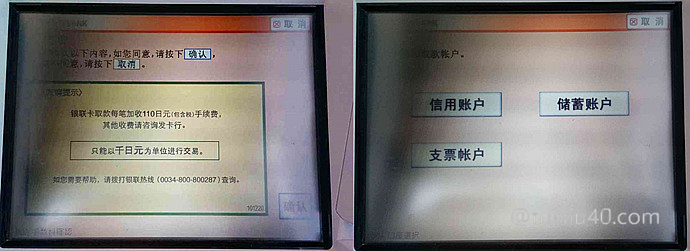 取消
以下内容，如您同意，请按下 确认，
请按下 取消。
提示〉
银联卡取款每笔加收110日元(包含税)手续费，
其他收费请咨询发卡行。
只能以千日元为单位进行交易。
如您需要帮助，请拨打银联热线（0034-800-800287）查询。
101220
确认
取消
帐户。
信用账户
储蓄账户
支票帐户